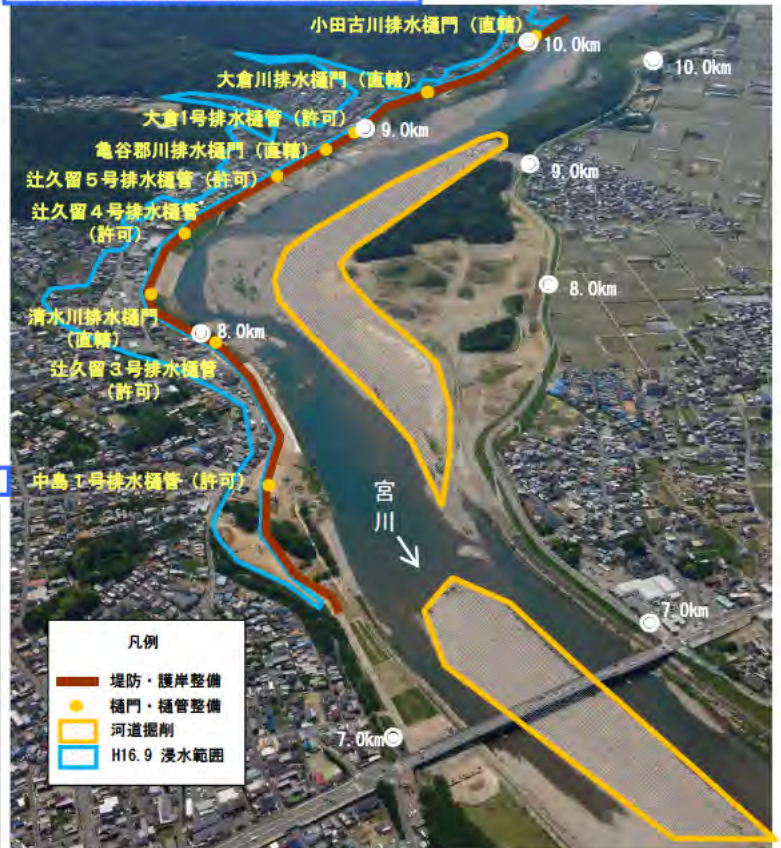 小田古川排水樋門（直轄）
10.0km
10.0km
大倉川排水樋門（直轄）
大倉1号排水樋管（許可）
9.0km
亀谷郡川排水樋門（直轄）
9.0km
辻久留５号排水樋管（許可）
辻久留４号排水樋管
（許可）
8.0km
清水川排水樋門
（直轄）
8.0km
辻久留３号排水樋管
（許可）
中島１号排水樋管（許可）
宮川
7.0km
7.0km
凡例
堤防・護岸整備
樋門・樋管整備
河道掘削
H16.9 浸水範囲